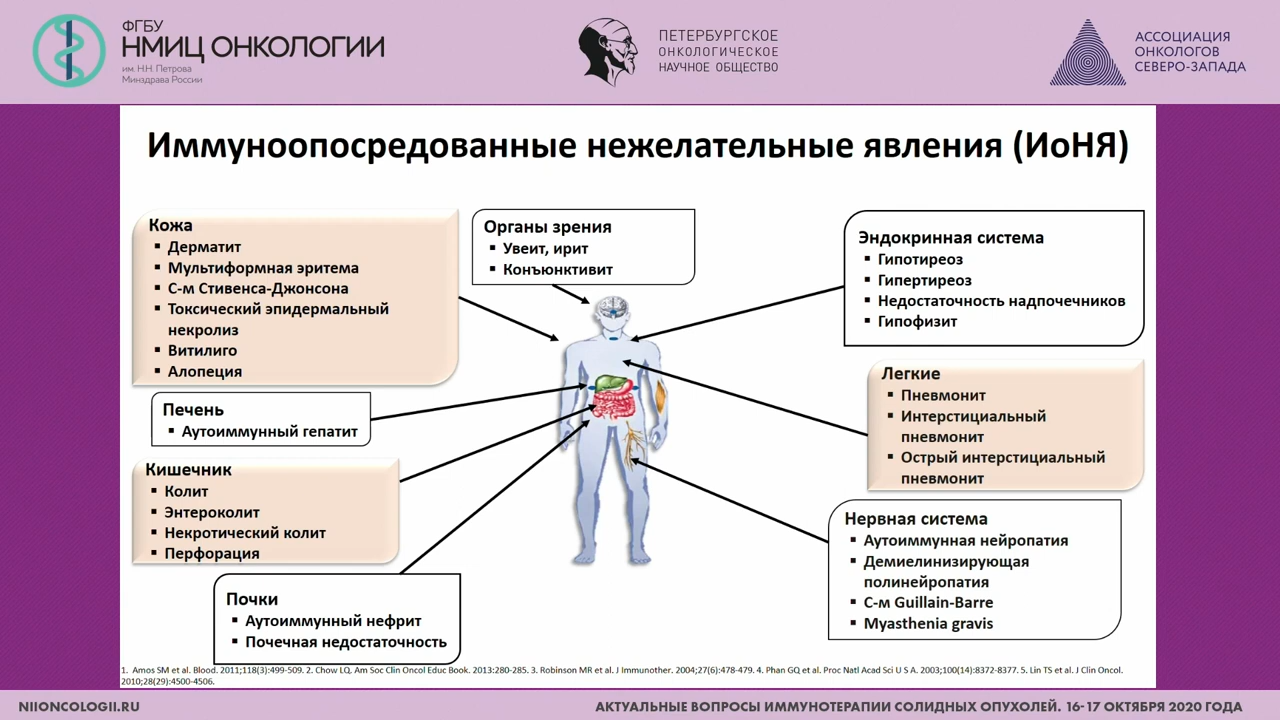 ФГБУ
НМИЦ ОНКОЛОГИИ
им. Н.Н. Петрова
Минздрава России
ПЕТЕРБУРГСКОЕ
ОНКОЛОГИЧЕСКОЕ
НАУЧНОЕ ОБЩЕСТВО
АССОЦИАЦИЯ
ОНКОЛОГОВ
СЕВЕРО-ЗАПАДА
Иммуноопосредованные нежелательные явления (ИоНЯ)
Кожа
▪ Дерматит
▪ Мультиформная эритема
▪ С-м Стивенса-Джонсона
▪ Токсический эпидермальный
некролиз
▪ Витилиго
▪ Алопеция
Органы зрения
▪ Увеит, ирит
▪ Конъюнктивит
Эндокринная система
▪ Гипотиреоз
▪ Гипертиреоз
▪ Недостаточность надпочечников
▪ Гипофизит
Печень
▪ Аутоиммунный гепатит
Легкие
▪ Пневмонит
▪ Интерстициальный
пневмонит
▪ Острый интерстициальный
пневмонит
Кишечник
▪ Колит
▪ Энтероколит
▪ Некротический колит
▪ Перфорация
Нервная система
▪ Аутоиммунная нейропатия
▪ Демиелинизирующая
полинейропатия
▪ С-м Guillain-Barre
▪ Myasthenia gravis
Почки
▪ Аутоиммунный нефрит
▪ Почечная недостаточность
1. Amos SM et al. Blood. 2011;118(3):499-509. 2. Chow LQ. Am Soc Clin Oncol Educ Book. 2013:280-285. 3. Robinson MR et al. J Immunother. 2004;27(6):478-479. 4. Phan GQ et al. Proc Natl Acad Sci U S A. 2003;100(14):8372-8377. 5. Lin TS et al. J Clin Oncol.
2010;28(29):4500-4506.
NIIONCOLOGII.RU
АКТУАЛЬНЫЕ ВОПРОСЫ ИММУНОТЕРАПИИ СОЛИДНЫХ ОПУХОЛЕЙ. 16-17 ОКТЯБРЯ 2020 ГОДА